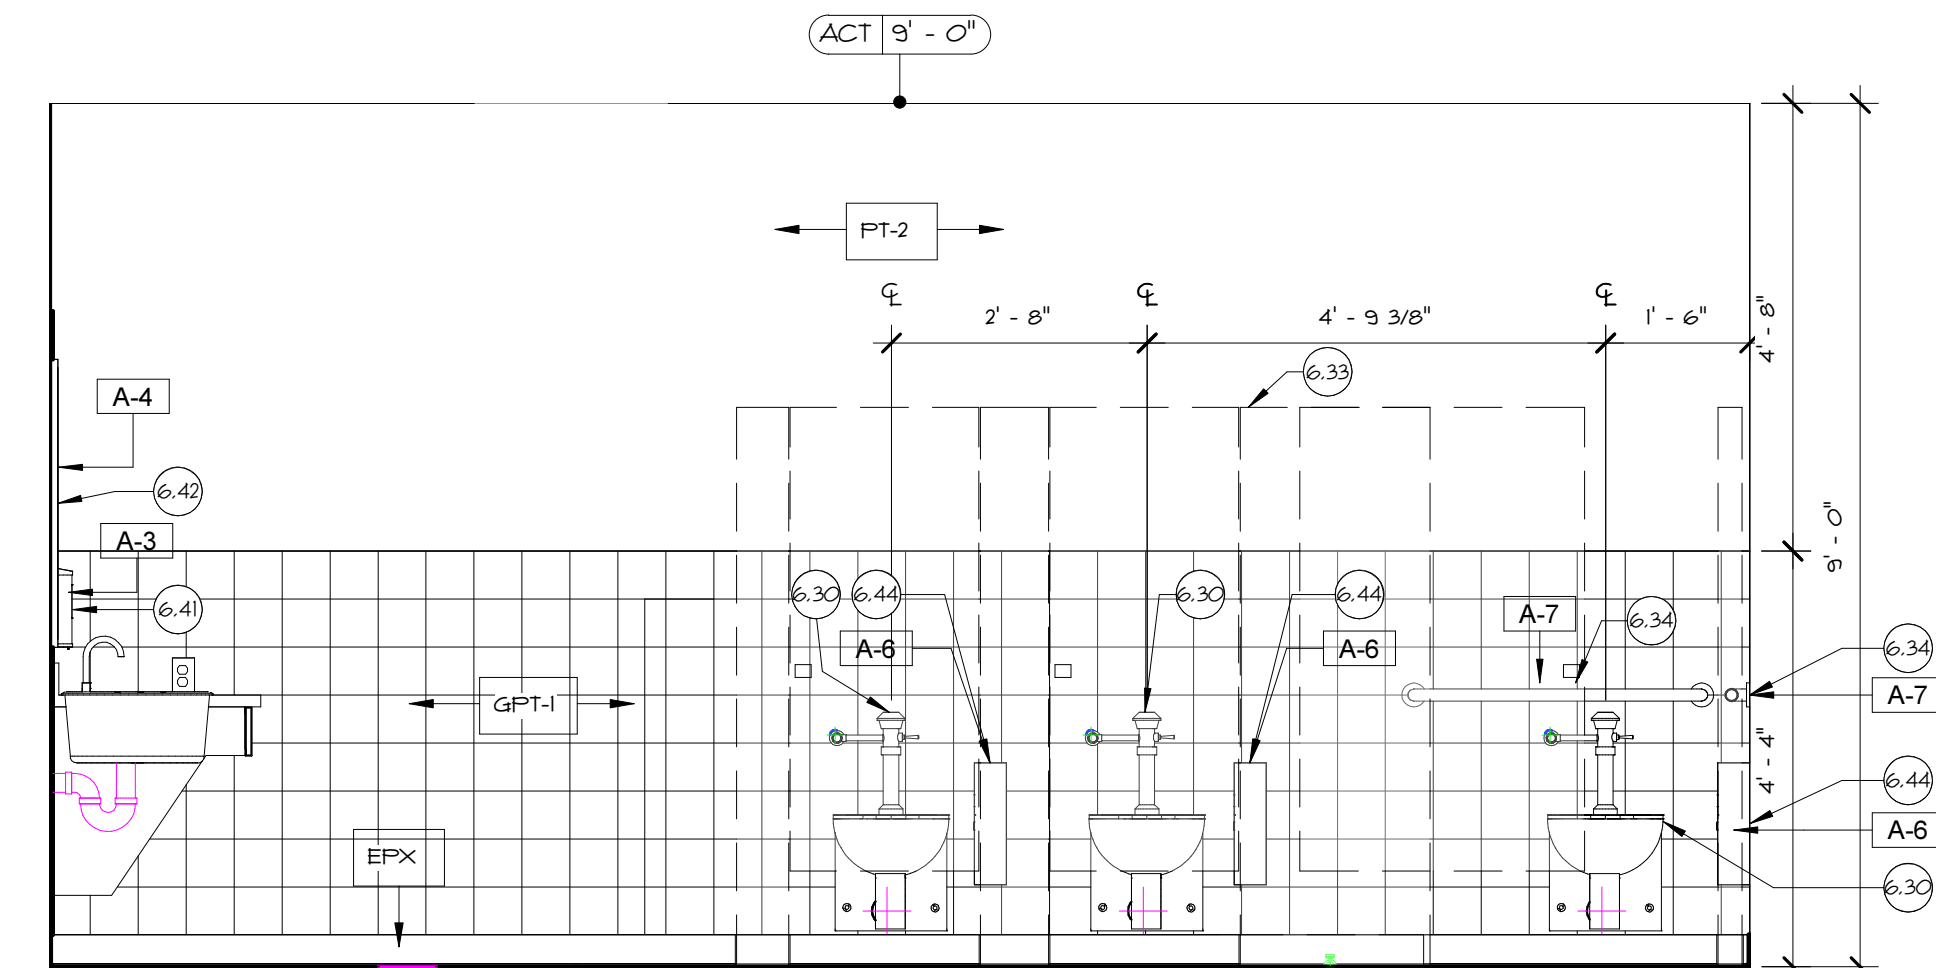 ACT 9' - 0"
PT-2
℄ ℄ ℄
2' - 8" 4' - 9 3/8" 1' - 6" 4' - 8"
6.33
A-4
6.42
A-3
9' - 0"
6.41
6.30 6.44 6.30 6.44 A-7 6.34
A-6 A-6 6.34
GPT-1 A-7
4' - 4"
6.44
A-6
EPX
6.30